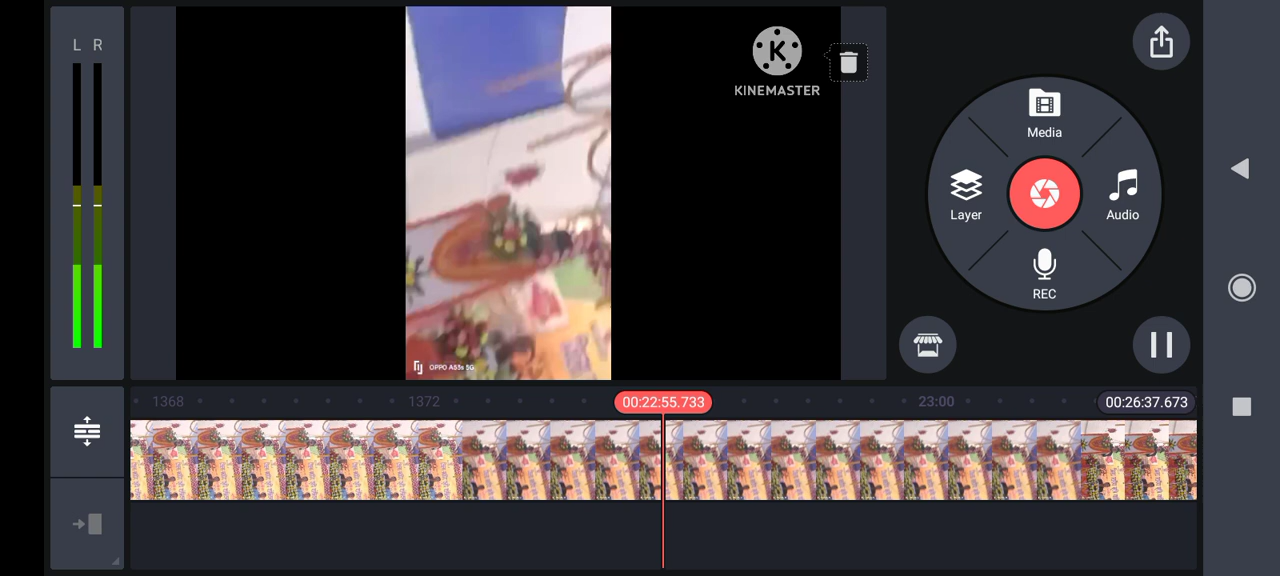 L R
KINEMASTER
Media
Layer
Audio
REC
OPPO A53s 5G
1368
1372
00:22:55.733
23:00
00:26:37.673